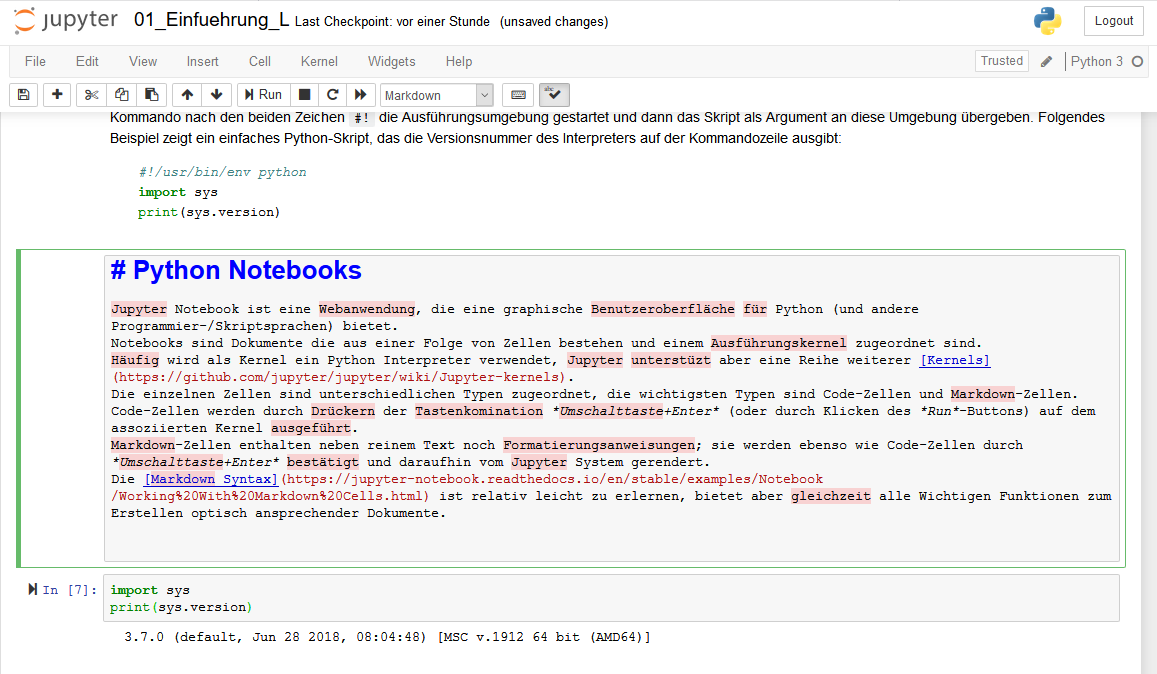 jupyter 01_Einfuehrung_L Last Checkpoint: vor einer Stunde (unsaved changes)
Logout
File Edit View Insert Cell Kernel Widgets Help
Trusted
Python 3
Run
Markdown
abc
Kommando nach den beiden Zeichen #! die Ausführungsumgebung gestartet und dann das Skript als Argument an diese Umgebung übergeben. Folgendes
Beispiel zeigt ein einfaches Python-Skript, das die Versionsnummer des Interpreters auf der Kommandozeile ausgibt:
#!/usr/bin/env python
import sys
print(sys.version)
# Python Notebooks
Jupyter Notebook ist eine Webanwendung, die eine graphische Benutzeroberfläche für Python (und andere
Programmier-/Skriptsprachen) bietet.
Notebooks sind Dokumente die aus einer Folge von Zellen bestehen und einem Ausführungskernel zugeordnet sind.
Häufig wird als Kernel ein Python Interpreter verwendet, Jupyter unterstüzt aber eine Reihe weiterer [Kernels]
(https://github.com/jupyter/jupyter/wiki/Jupyter-kernels).
Die einzelnen Zellen sind unterschiedlichen Typen zugeordnet, die wichtigsten Typen sind Code-Zellen und Markdown-Zellen.
Code-Zellen werden durch Drückern der Tastenkomination *Umschalttaste+Enter* (oder durch Klicken des *Run*-Buttons) auf dem
assoziierten Kernel ausgeführt.
Markdown-Zellen enthalten neben reinem Text noch Formatierungsanweisungen; sie werden ebenso wie Code-Zellen durch
*Umschalttaste+Enter* bestätigt und daraufhin vom Jupyter System gerendert.
Die [Markdown Syntax](https://jupyter-notebook.readthedocs.io/en/stable/examples/Notebook
/Working%20With%20Markdown%20Cells.html) ist relativ leicht zu erlernen, bietet aber gleichzeit alle Wichtigen Funktionen zum
Erstellen optisch ansprechender Dokumente.
In [7]:
import sys
print(sys.version)
3.7.0 (default, Jun 28 2018, 08:04:48) [MSC v.1912 64 bit (AMD64)]